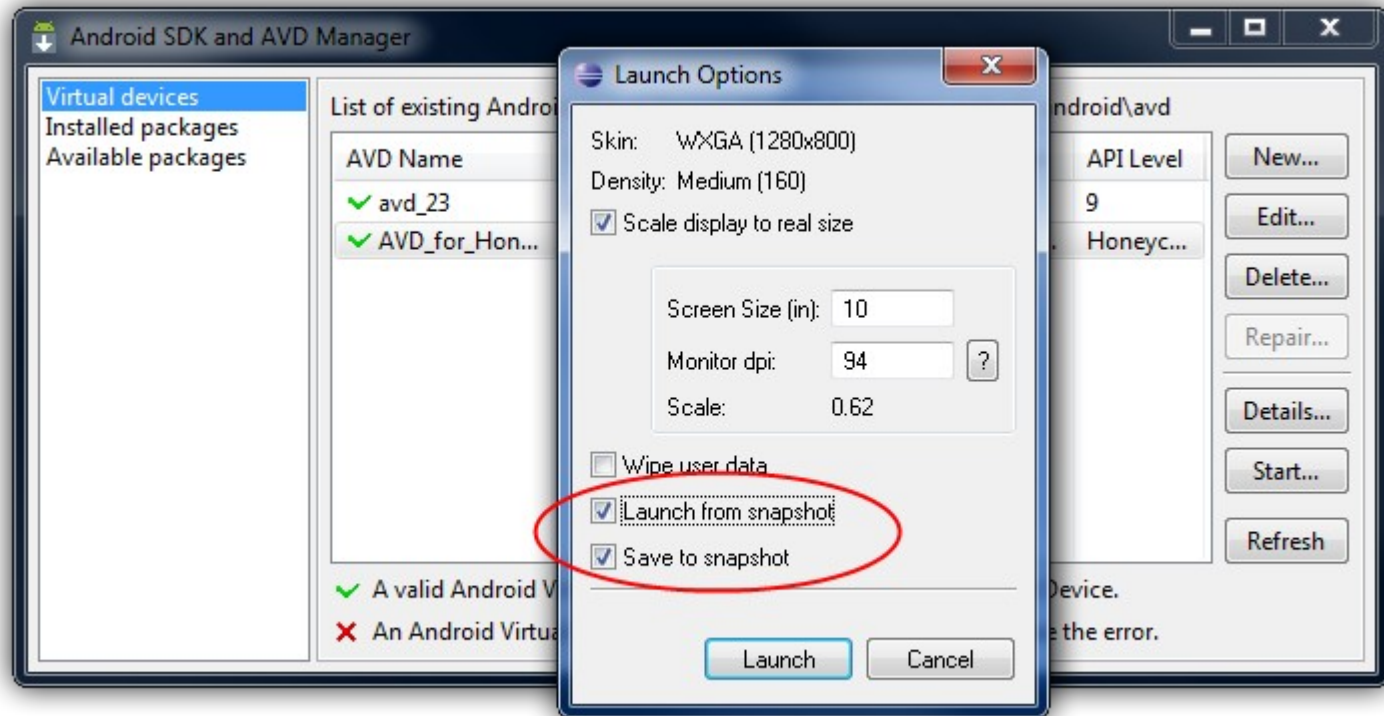 Android SDK and AVD Manager
Virtual devices
Installed packages
Available packages
List of existing Androi
ndroid\avd
AVD Name
API Level
avd_23
9
AVD_for_Hon...
. Honeyc...
New...
Edit...
Delete...
Repair...
Details...
Start...
Refresh
A valid Android V
Device.
An Android Virtua
e the error.
Launch Options
Skin: WXGA (1280x800)
Density: Medium (160)
Scale display to real size
Screen Size (in): 10
Monitor dpi: 94 ?
Scale: 0.62
Wipe user data
Launch from snapshot
Save to snapshot
Launch Cancel